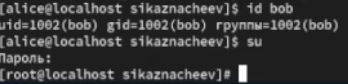 [alice@localhost sikaznacheev]$ id bob
uid=1002(bob) gid=1002(bob) группы=1002(bob)
[alice@localhost sikaznacheev]$ su
Пароль:
[root@localhost sikaznacheev]#